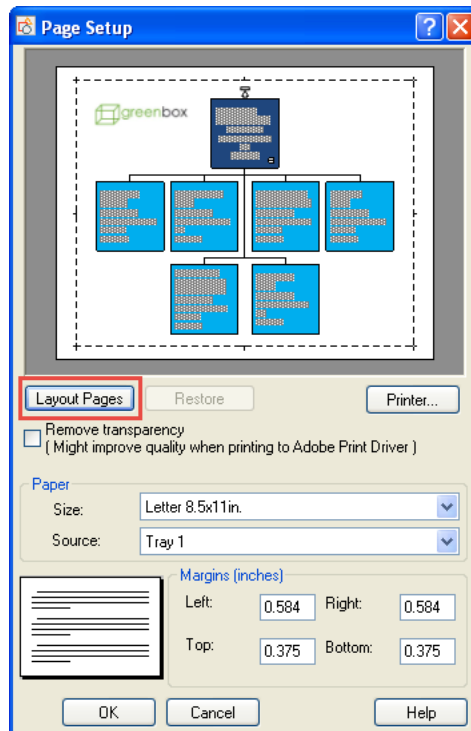 Page Setup
greenbox
Layout Pages
Restore
Printer...
Remove transparency
( Might improve quality when printing to Adobe Print Driver )
Paper
Size:
Letter 8.5x11in.
Source:
Tray 1
Margins (inches)
Left:
0.584
Right:
0.584
Top:
0.375
Bottom:
0.375
OK
Cancel
Help